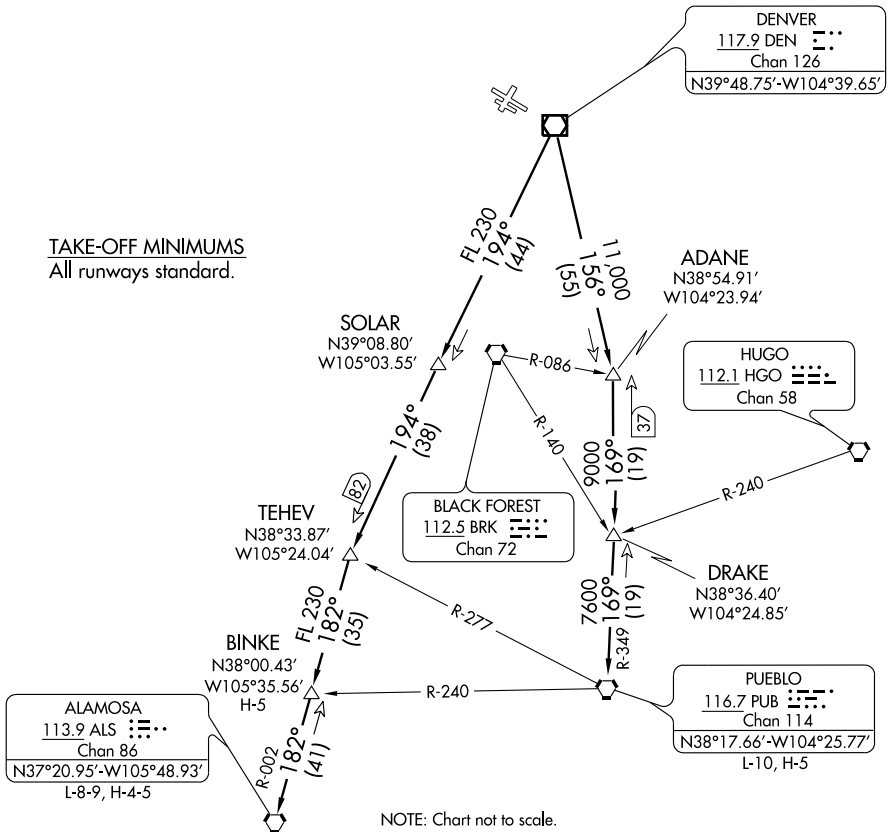 DENVER
117.9 DEN
Chan 126
N39°48.75’-W104°39.65’
TAKE-OFF MINIMUMS
All runways standard.
FL 230
194°
(44)
11,000
156°
(55)
ADANE
N38°54.91’
W104°23.94’
SOLAR
N39°08.80’
W105°03.55’
R-086
HUGO
112.1 HGO
Chan 58
37
194°
(38)
R-140
9000
169°
(19)
R-240
82
BLACK FOREST
112.5 BRK
Chan 72
TEHEV
N38°33.87’
W105°24.04’
DRAKE
N38°36.40’
W104°24.85’
FL 230
182°
(35)
R-277
7600
169°
(19)
R-349
BINKE
N38°00.43’
W105°35.56’
H-5
R-240
PUEBLO
116.7 PUB
Chan 114
N38°17.66’-W104°25.77’
L-10, H-5
ALAMOSA
113.9 ALS
Chan 86
N37°20.95’-W105°48.93’
L-8-9, H-4-5
R-002
182°
(41)
NOTE: Chart not to scale.